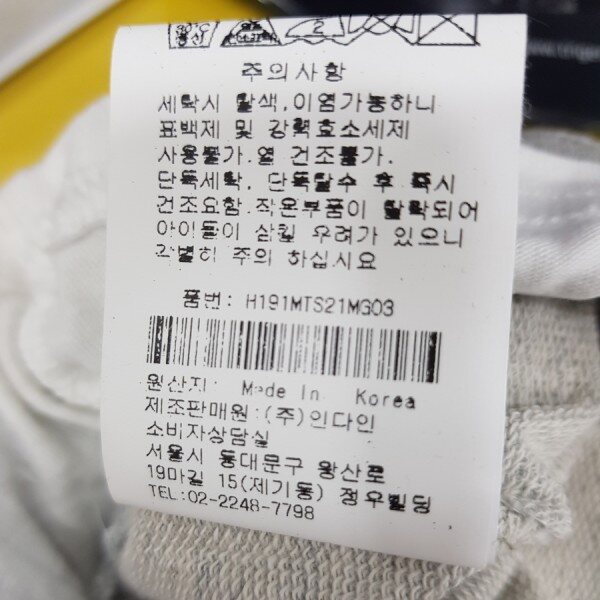 주의사항
세탁시 탈색,이염가능하니
표백제 및 강력효소세제
사용불가.열 건조불가.
단독세탁, 단독탈수 후 즉시
건조요함.작은부품이 탈락되어
아이들이 삼킬 우려가 있으니
각별히 주의 하십시요
품번: H191MTS21MG03
원산지: Made In Korea
제조판매원:(주)인다인
소비자상담실
서울시 동대문구 왕산로
19마길 15(제기동) 정우빌딩
TEL:02-2248-7798